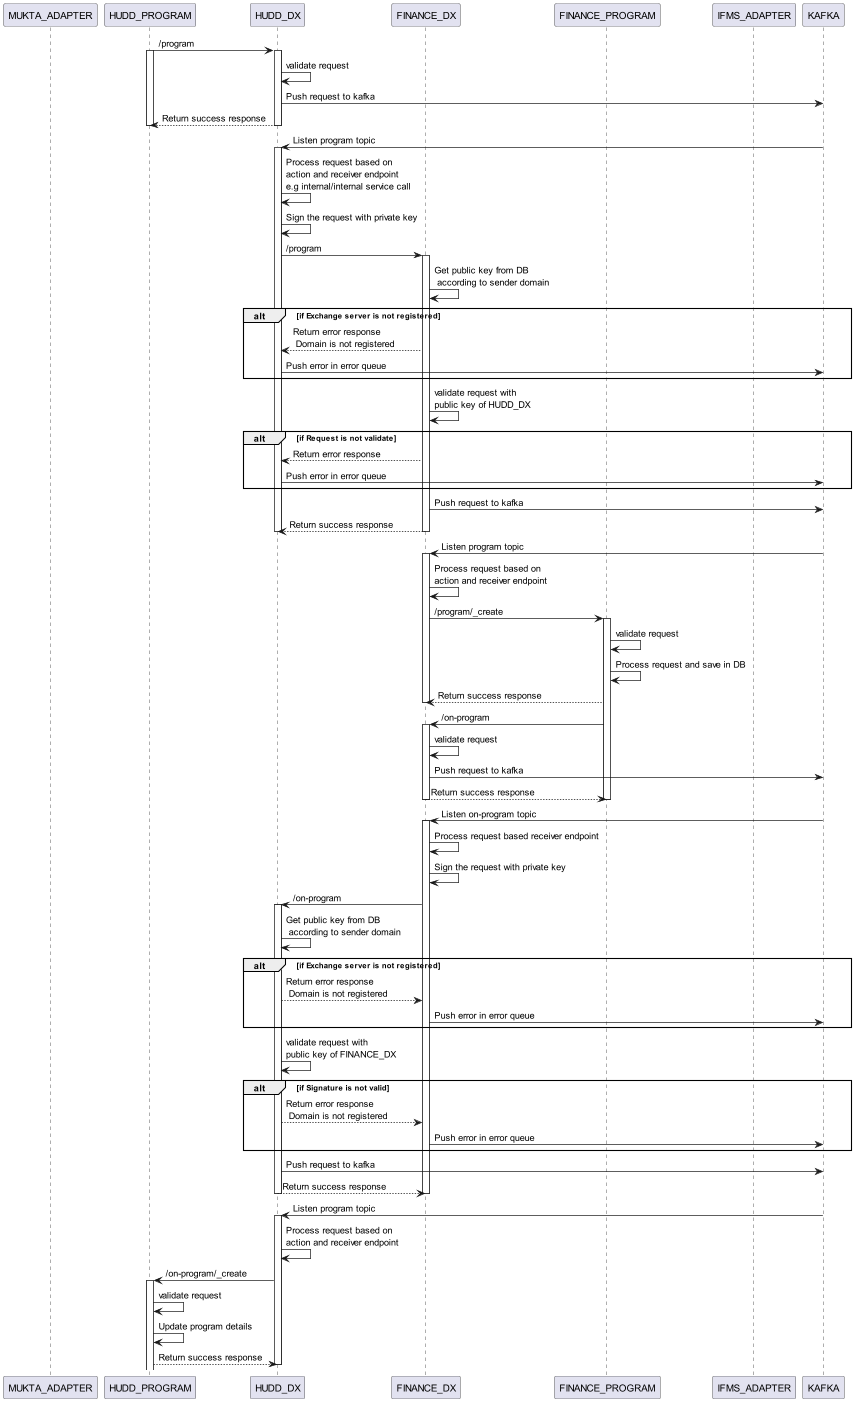 MUKTA_ADAPTER
HUDD_PROGRAM
HUDD_DX
FINANCE_DX
FINANCE_PROGRAM
IFMS_ADAPTER
KAFKA
/program
validate request
Push request to kafka
Return success response
Listen program topic
Process request based on
action and receiver endpoint
e.g internal/internal service call
Sign the request with private key
/program
Get public key from DB
according to sender domain
alt
[if Exchange server is not registered]
Return error response
Domain is not registered
Push error in error queue
validate request with
public key of HUDD_DX
alt
[if Request is not validate]
Return error response
Push error in error queue
Push request to kafka
Return success response
Listen program topic
Process request based on
action and receiver endpoint
/program/_create
validate request
Process request and save in DB
Return success response
/on-program
validate request
Push request to kafka
Return success response
Listen on-program topic
Process request based receiver endpoint
Sign the request with private key
/on-program
Get public key from DB
according to sender domain
alt
[if Exchange server is not registered]
Return error response
Domain is not registered
Push error in error queue
validate request with
public key of FINANCE_DX
alt
[if Signature is not valid]
Return error response
Domain is not registered
Push error in error queue
Push request to kafka
Return success response
Listen program topic
Process request based on
action and receiver endpoint
/on-program/_create
validate request
Update program details
Return success response
MUKTA_ADAPTER
HUDD_PROGRAM
HUDD_DX
FINANCE_DX
FINANCE_PROGRAM
IFMS_ADAPTER
KAFKA